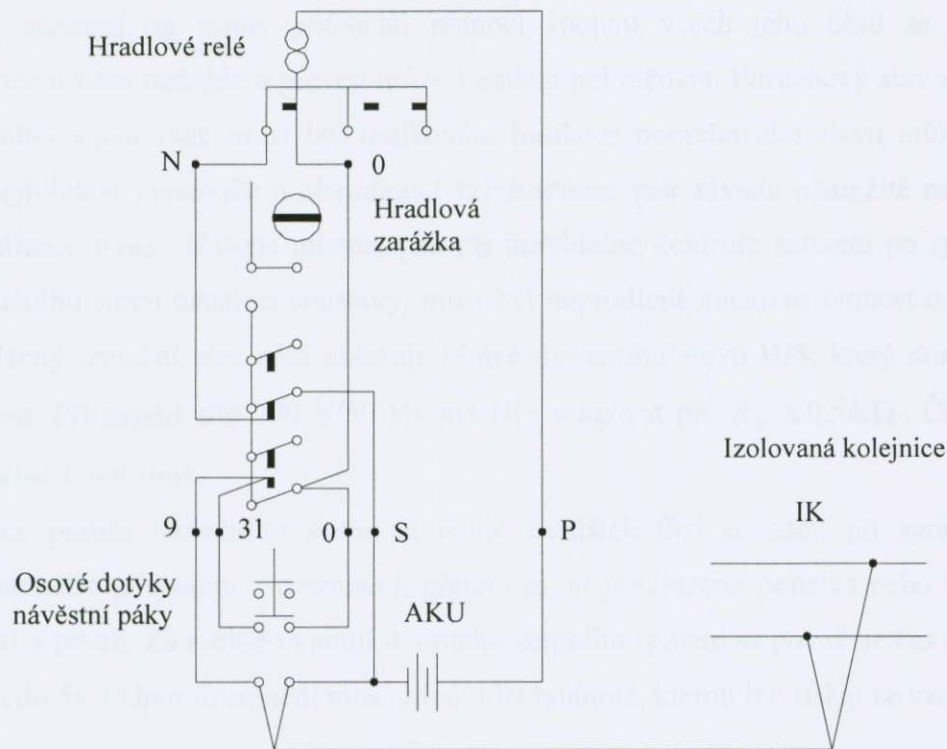 Hradlové relé
N
0
Hradlová
zarážka
Izolovaná kolejnice
IK
9
31
0
S
P
Osové dotyky
návěstní páky
AKU